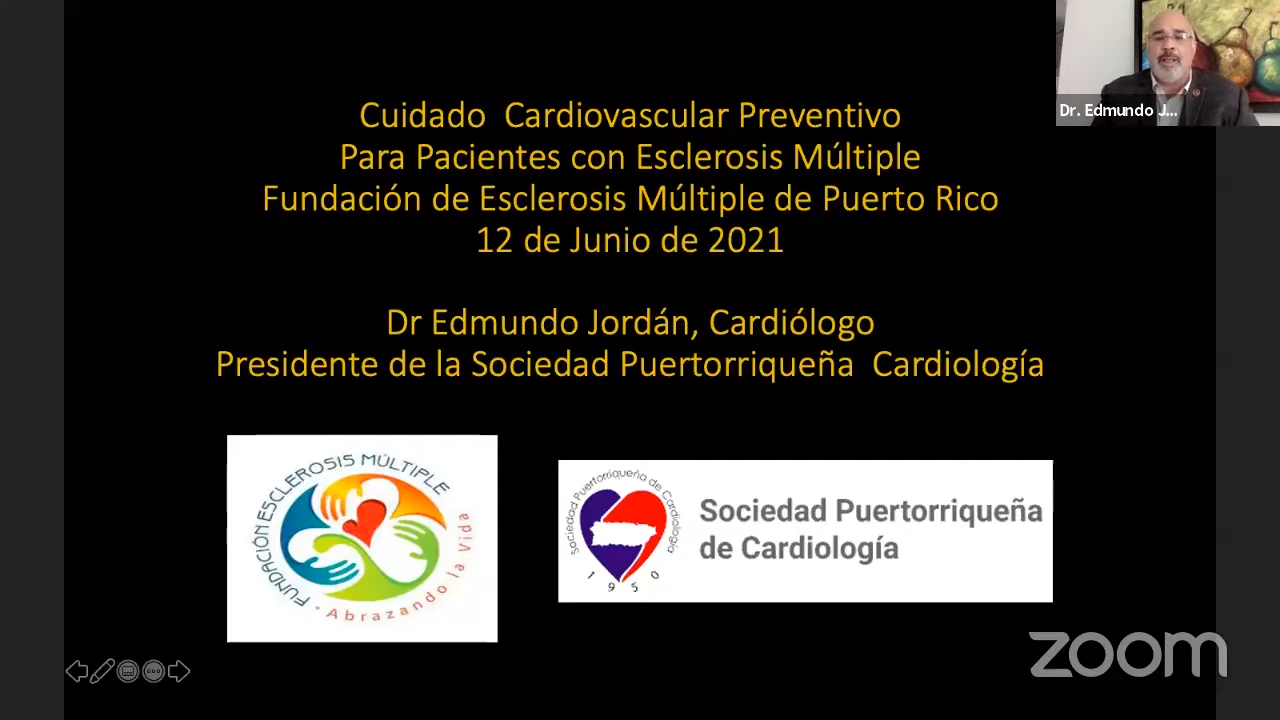 Dr. Edmundo J...
Cuidado  Cardiovascular Preventivo
Para Pacientes con Esclerosis Múltiple
Fundación de Esclerosis Múltiple de Puerto Rico
12 de Junio de 2021
Dr Edmundo Jordán, Cardiólogo
Presidente de la Sociedad Puertorriqueña  Cardiología
FUNDACIÓN ESCLEROSIS MÚLTIPLE
• Abrazando la Vida
Sociedad Puertorriqueña de Cardiología
1950
Sociedad Puertorriqueña
de Cardiología
zoom